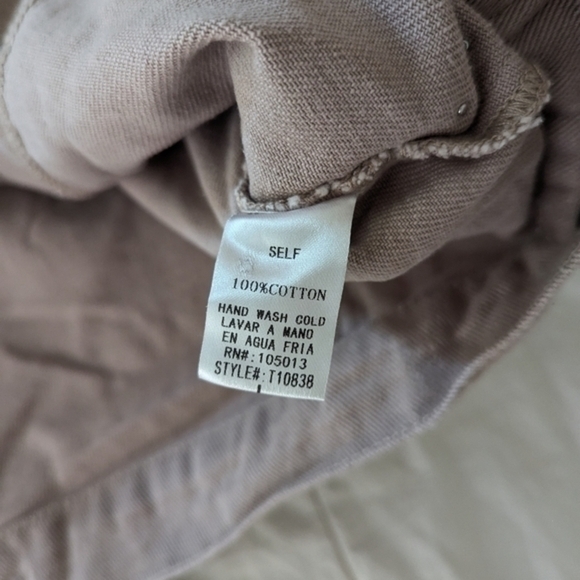 SELF
100%COTTON
HAND WASH COLD
LAVAR A MANO
EN AGUA FRIA
RN#:105013
STYLE#:T10838